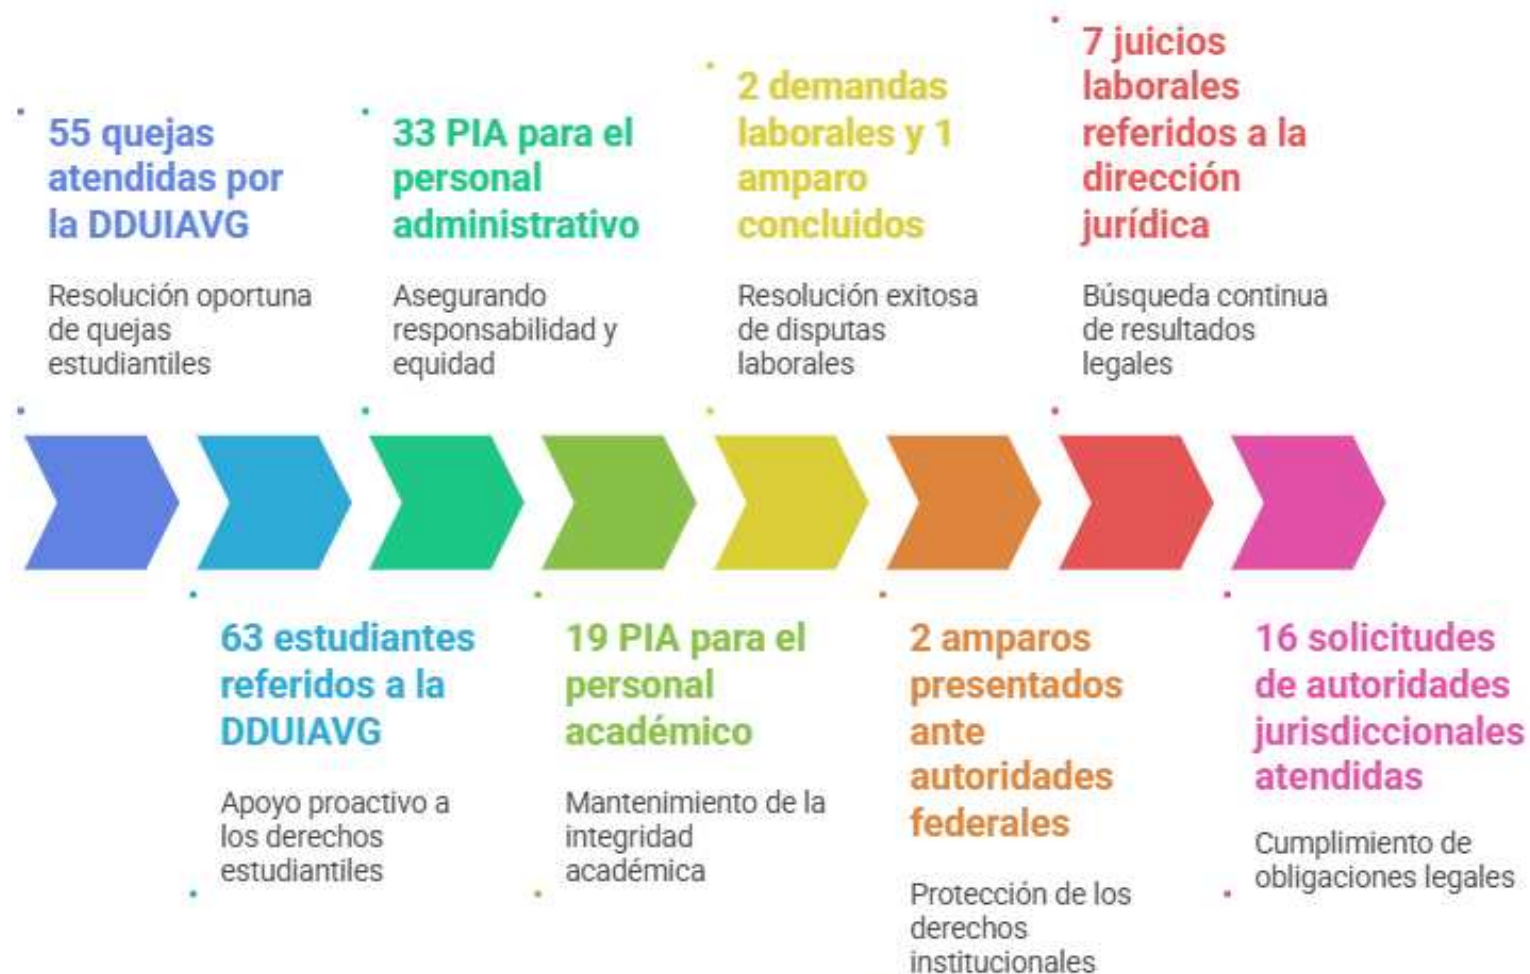 55 quejas
atendidas por
la DDUIAVG
Resolución oportuna
de quejas
estudiantiles
33 PIA para el
personal
administrativo
Asegurando
responsabilidad y
equidad
2 demandas
laborales y 1
amparo
concluidos
Resolución exitosa
de disputas
laborales
7 juicios
laborales
referidos a la
dirección
jurídica
Búsqueda continua
de resultados
legales
63 estudiantes
referidos a la
DDUIAVG
Apoyo proactivo a
los derechos
estudiantiles
19 PIA para el
personal
académico
Mantenimiento de la
integridad
académica
2 amparos
presentados
ante
autoridades
federales
Protección de los
derechos
institucionales
16 solicitudes
de autoridades
jurisdiccionales
atendidas
Cumplimiento de
obligaciones legales